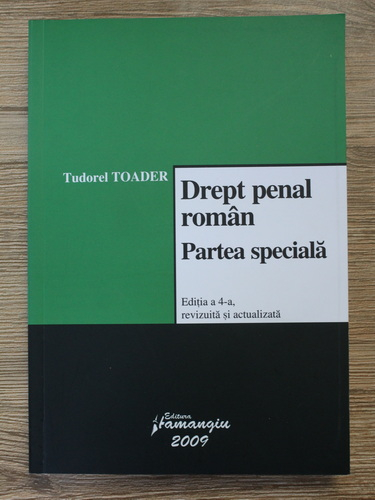 Tudorel TOADER
Drept penal
român
Partea specială
Ediția a 4-a,
revizuită și actualizată
Editura
Hamangiu
2009